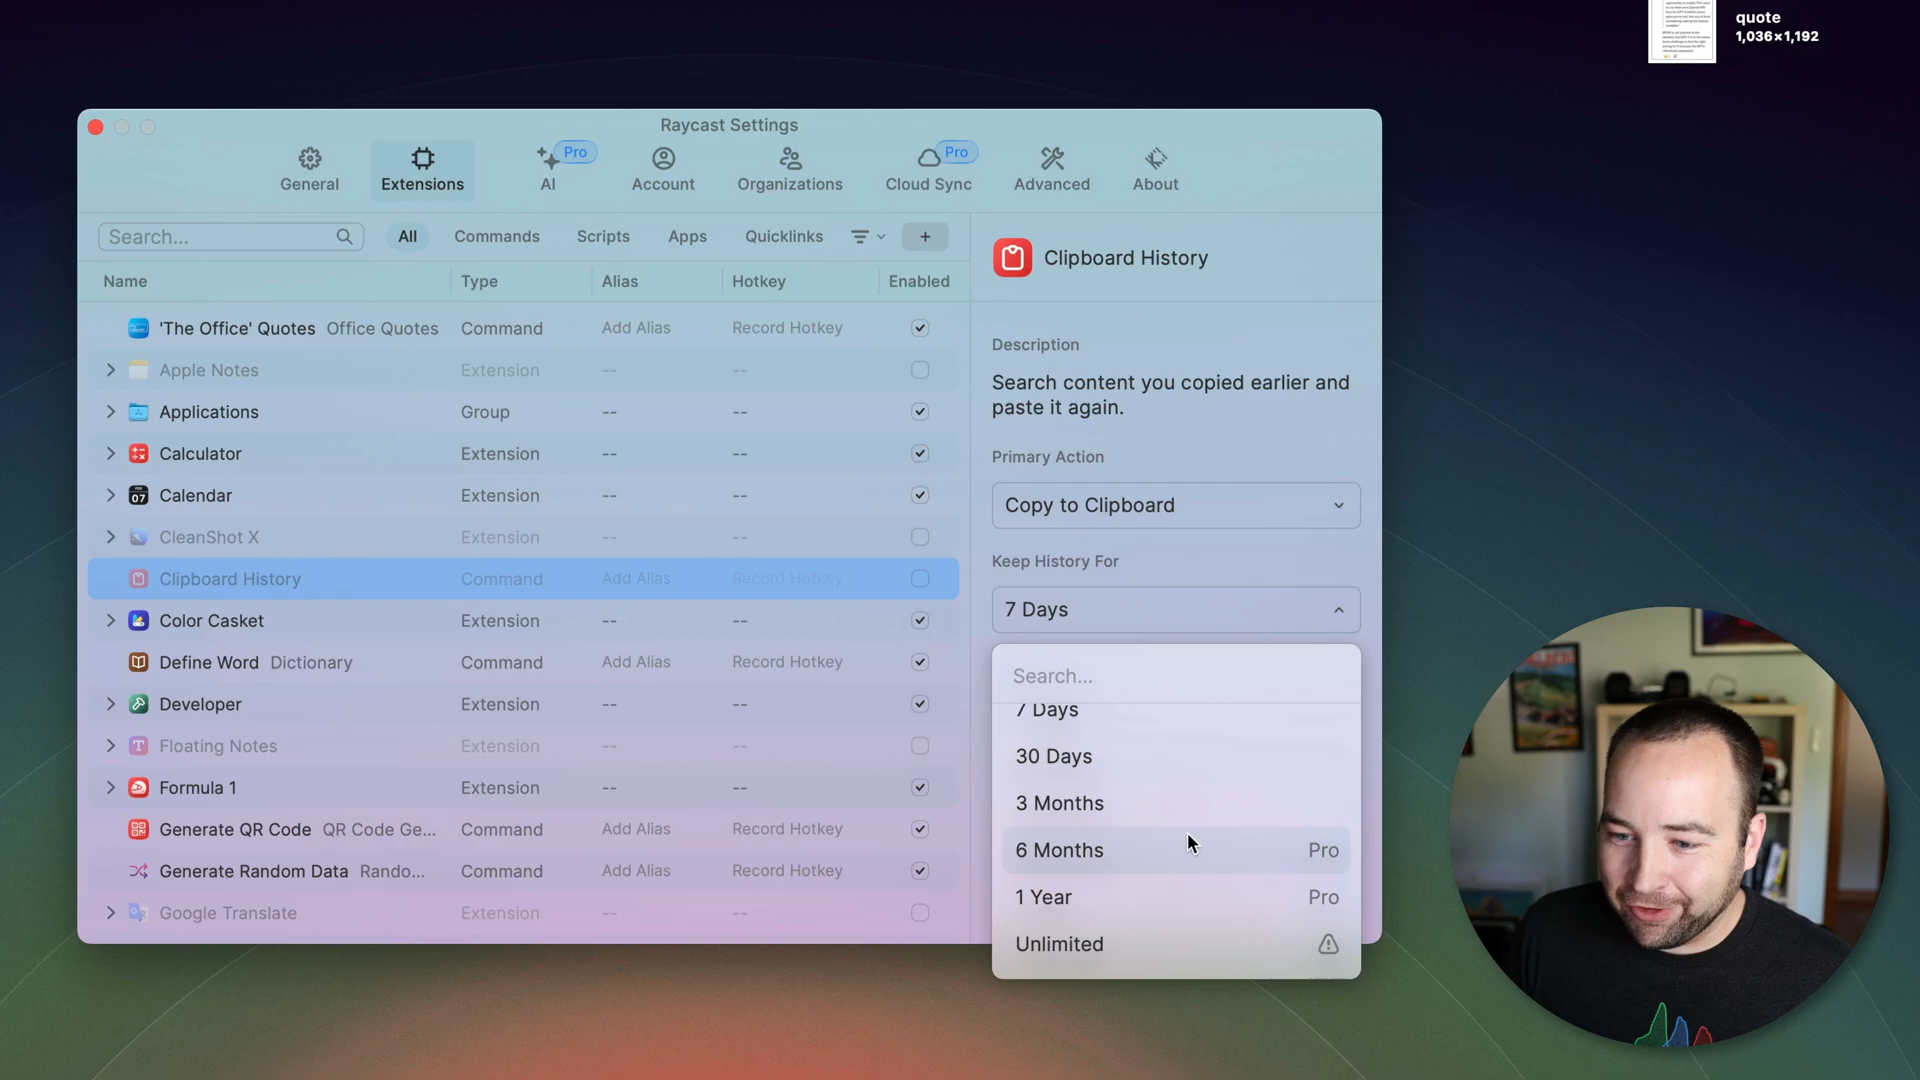 quote
1,036×1,192
Raycast Settings
General
Extensions
Pro
AI
Account
Organizations
Pro
Cloud Sync
Advanced
About
Search...
All
Commands
Scripts
Apps
Quicklinks
+
Name Type Alias Hotkey Enabled
'The Office' Quotes Office Quotes Command Add Alias Record Hotkey
Apple Notes Extension -- --
Applications Group -- --
Calculator Extension -- --
07 Calendar Extension -- --
CleanShot X Extension -- --
Clipboard History Command Add Alias Record Hotkey
Color Casket Extension -- --
Define Word Dictionary Command Add Alias Record Hotkey
Developer Extension -- --
Floating Notes Extension -- --
Formula 1 Extension -- --
Generate QR Code QR Code Ge... Command Add Alias Record Hotkey
Generate Random Data Rando... Command Add Alias Record Hotkey
Google Translate Extension
Clipboard History
Description
Search content you copied earlier and
paste it again.
Primary Action
Copy to Clipboard
Keep History For
7 Days
Search...
7 Days
30 Days
3 Months
6 Months Pro
1 Year Pro
Unlimited